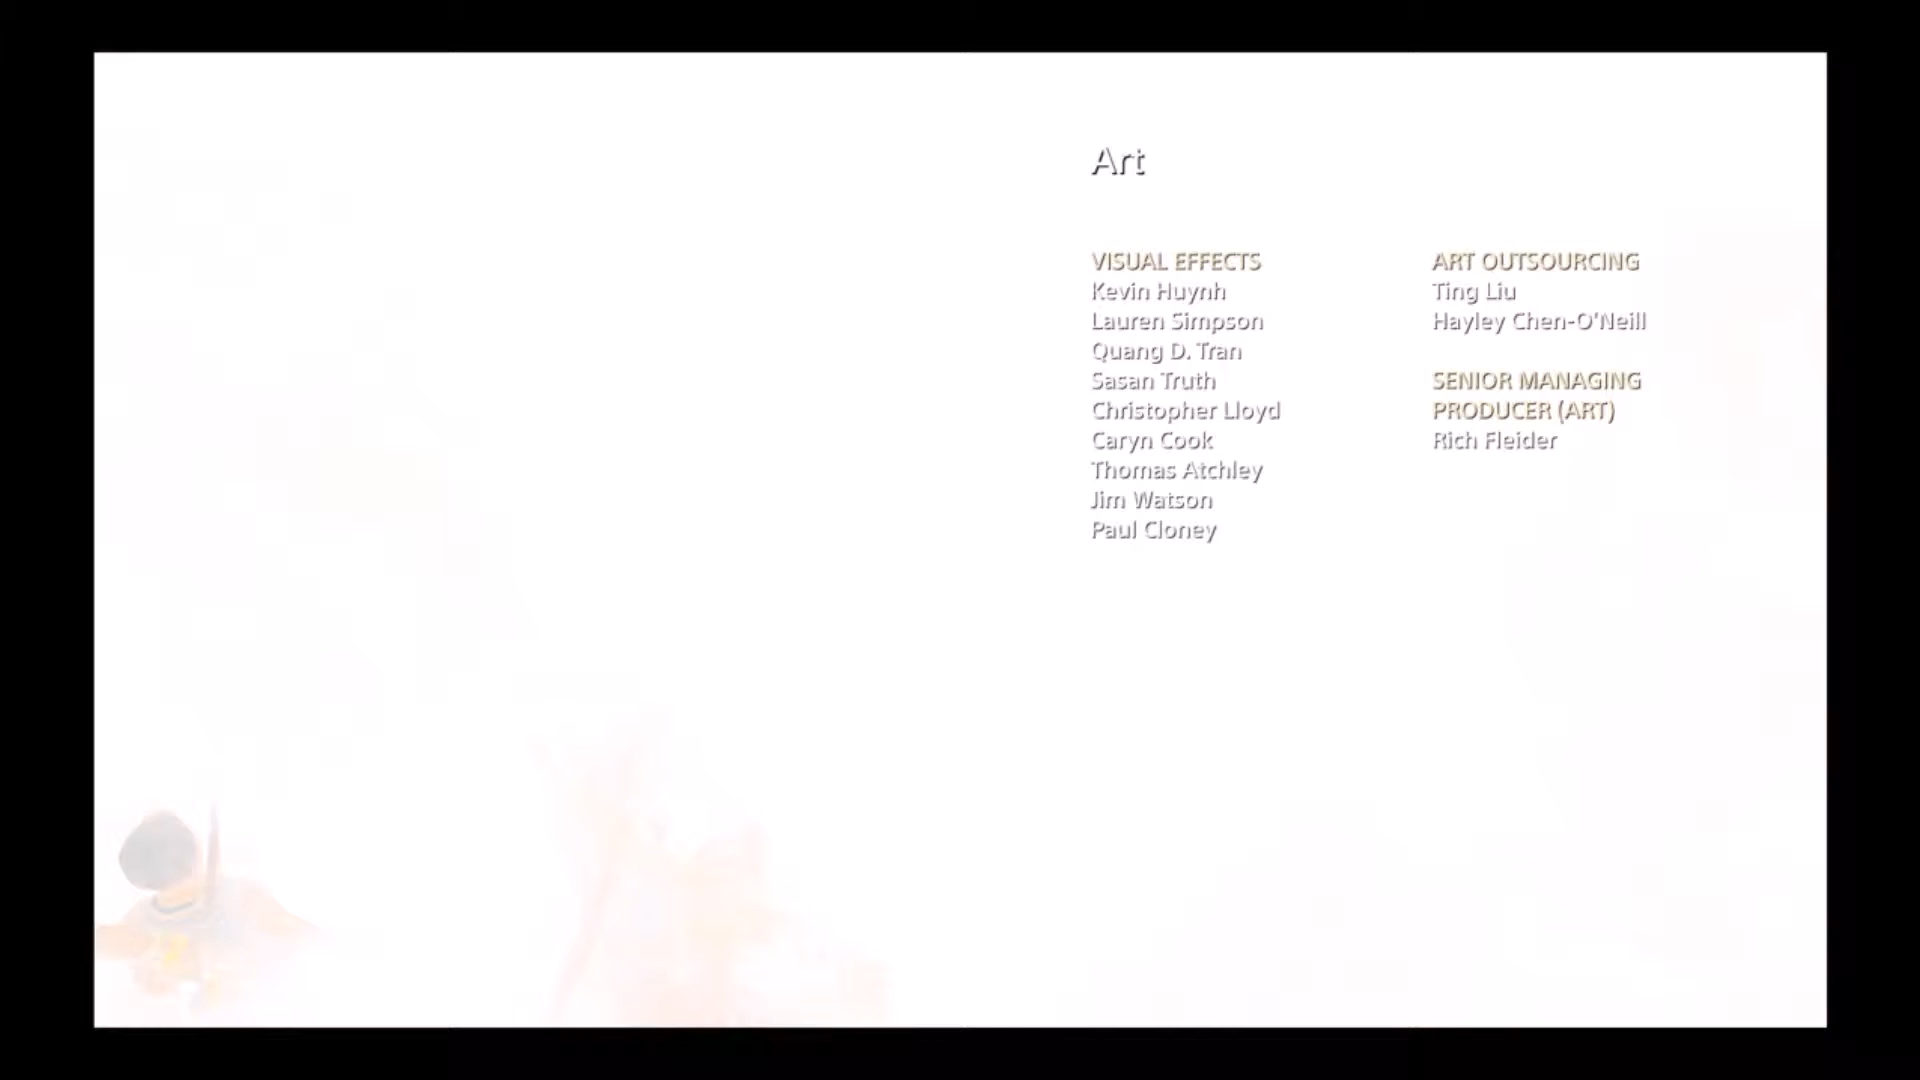 Art
VISUAL EFFECTS
Kevin Huynh
Lauren Simpson
Quang D. Tran
Sasan Truth
Christopher Lloyd
Caryn Cook
Thomas Atchley
Jim Watson
Paul Cloney
ART OUTSOURCING
Ting Liu
Hayley Chen-O'Neill
SENIOR MANAGING
PRODUCER (ART)
Rich Fleider